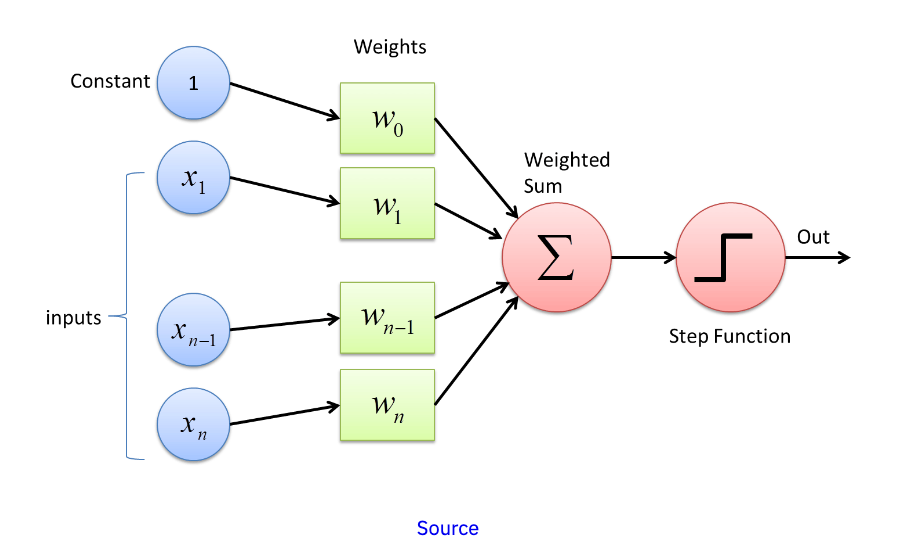 Weights
Constant
1
w0
x1
w1
Weighted
Sum
Σ
Out
inputs
xn−1
wn−1
Step Function
xn
wn
Source